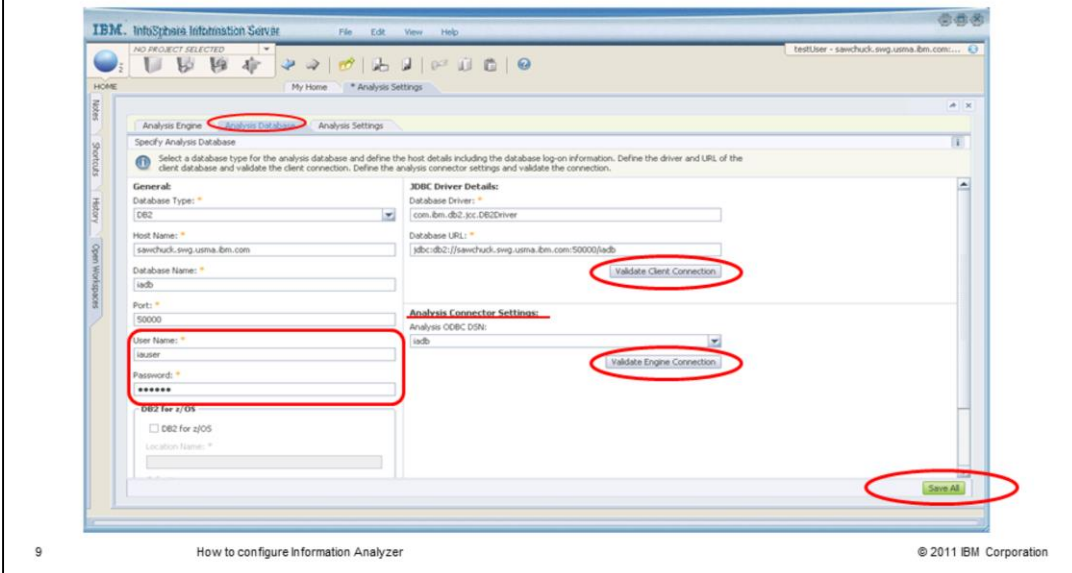 IBM. InfoSphere Information Server
File Edit View Help
NO PROJECT SELECTED
testUser - sawchuck.swg.usma.ibm.com:...
HOME
My Home * Analysis Settings
Notes
Shortcuts
History
Open Workspaces
Analysis Engine Analysis Database Analysis Settings
Specify Analysis Database
Select a database type for the analysis database and define the host details including the database log-on information. Define the driver and URL of the
client database and validate the client connection. Define the analysis connector settings and validate the connection.
General:
Database Type: *
DB2
Host Name: *
sawchuck.swg.usma.ibm.com
Database Name: *
iadb
Port: *
50000
User Name: *
iauser
Password: *
******
DB2 for z/OS
DB2 for z/OS
Location Name: *
JDBC Driver Details:
Database Driver: *
com.ibm.db2.jcc.DB2Driver
Database URL: *
jdbc:db2://sawchuck.swg.usma.ibm.com:50000/iadb
Validate Client Connection
Analysis Connector Settings:
Analysis ODBC DSN:
iadb
Validate Engine Connection
Save All
9
How to configure Information Analyzer
© 2011 IBM Corporation